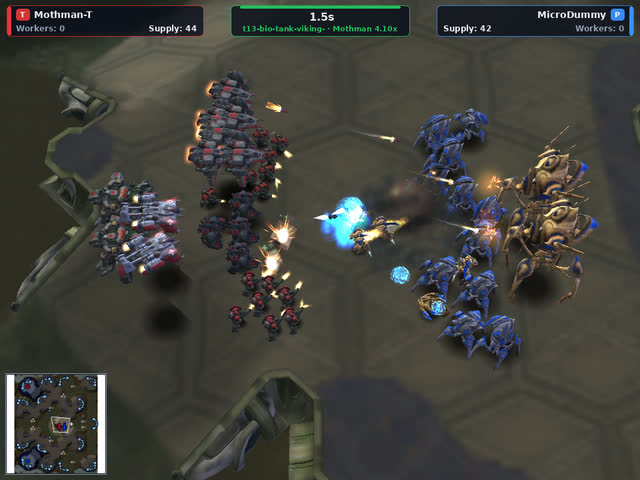 T Mothman-T
Workers: 0 Supply: 44
1.5s
t13-bio-tank-viking- · Mothman 4.10x
MicroDummy P
Supply: 42 Workers: 0